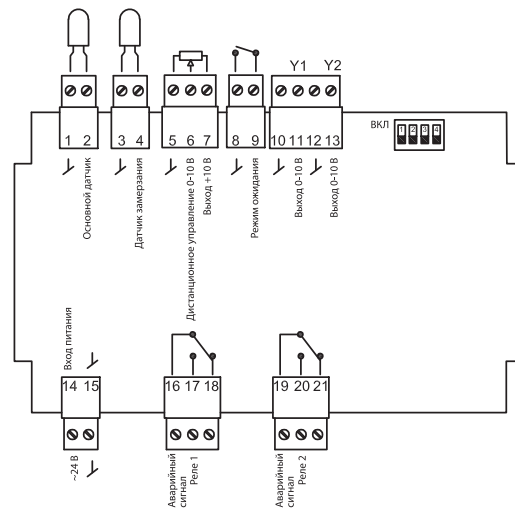 Y1 Y2
1 2 3 4 5 6 7 8 9 10 11 12 13
ВКЛ
1 2 3 4
Основной датчик
Датчик замерзания
Дистанционное управление 0-10 В
Выход +10 В
Режим ожидания
Выход 0-10 В
Выход 0-10 В
Вход питания
14 15 16 17 18 19 20 21
~24 В
Аварийный
сигнал
Реле 1
Аварийный
сигнал
Реле 2